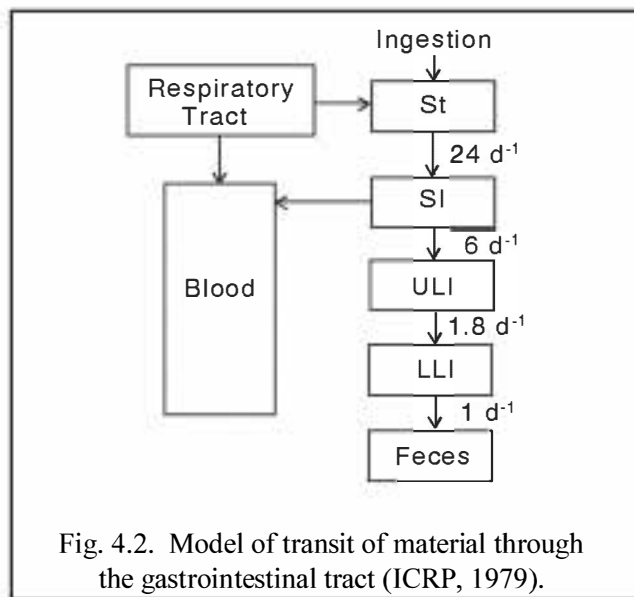 Ingestion
Respiratory
Tract
St
24 d⁻¹
SI
6 d⁻¹
Blood
ULI
1.8 d⁻¹
LLI
1 d⁻¹
Feces
Fig. 4.2. Model of transit of material through
the gastrointestinal tract (ICRP, 1979).